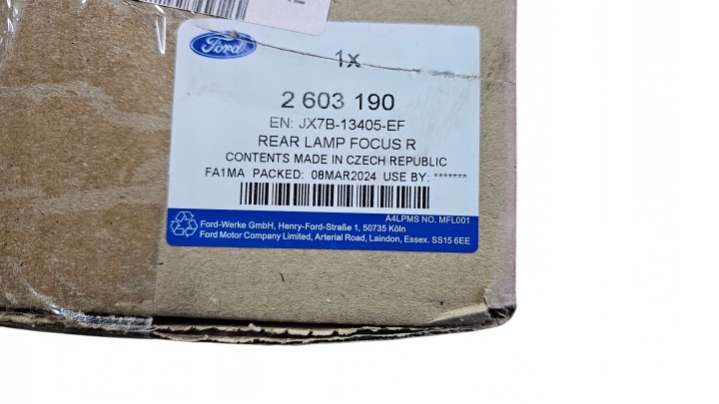 Ford
1x
2 603 190
EN: JX7B-13405-EF
REAR LAMP FOCUS R
CONTENTS MADE IN CZECH REPUBLIC
FA1MA PACKED: 08MAR2024 USE BY: *******
A4LPMS NO. MFL001
Ford-Werke GmbH, Henry-Ford-Straße 1, 50735 Köln
Ford Motor Company Limited, Arterial Road, Laindon, Essex. SS15 6EE